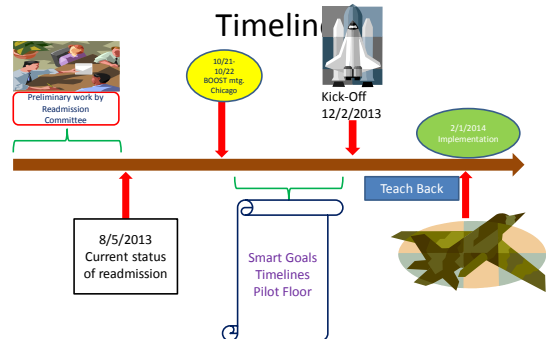 Timeline
10/21-
10/22
BOOST mtg.
Chicago
Preliminary work by
Readmission
Committee
Kick-Off
12/2/2013
2/1/2014
Implementation
Teach Back
8/5/2013
Current status
of readmission
Smart Goals
Timelines
Pilot Floor